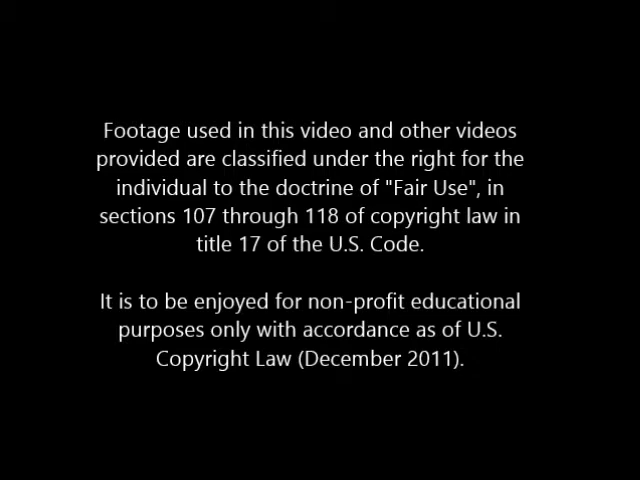 Footage used in this video and other videos
provided are classified under the right for the
individual to the doctrine of "Fair Use", in
sections 107 through 118 of copyright law in
title 17 of the U.S. Code.
It is to be enjoyed for non-profit educational
purposes only with accordance as of U.S.
Copyright Law (December 2011).